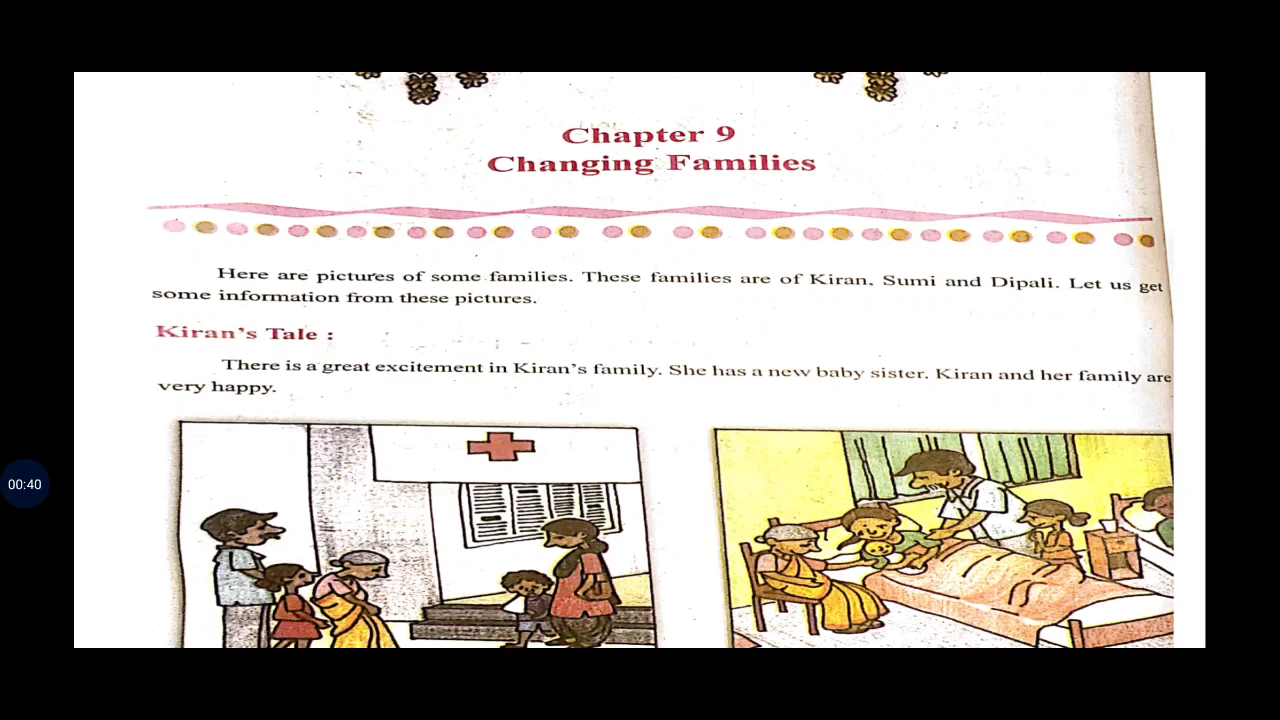 Chapter 9
Changing Families
Here are pictures of some families. These families are of Kiran, Sumi and Dipali. Let us get
some information from these pictures.
Kiran's Tale :
There is a great excitement in Kiran's family. She has a new baby sister. Kiran and her family are
very happy.
00:40